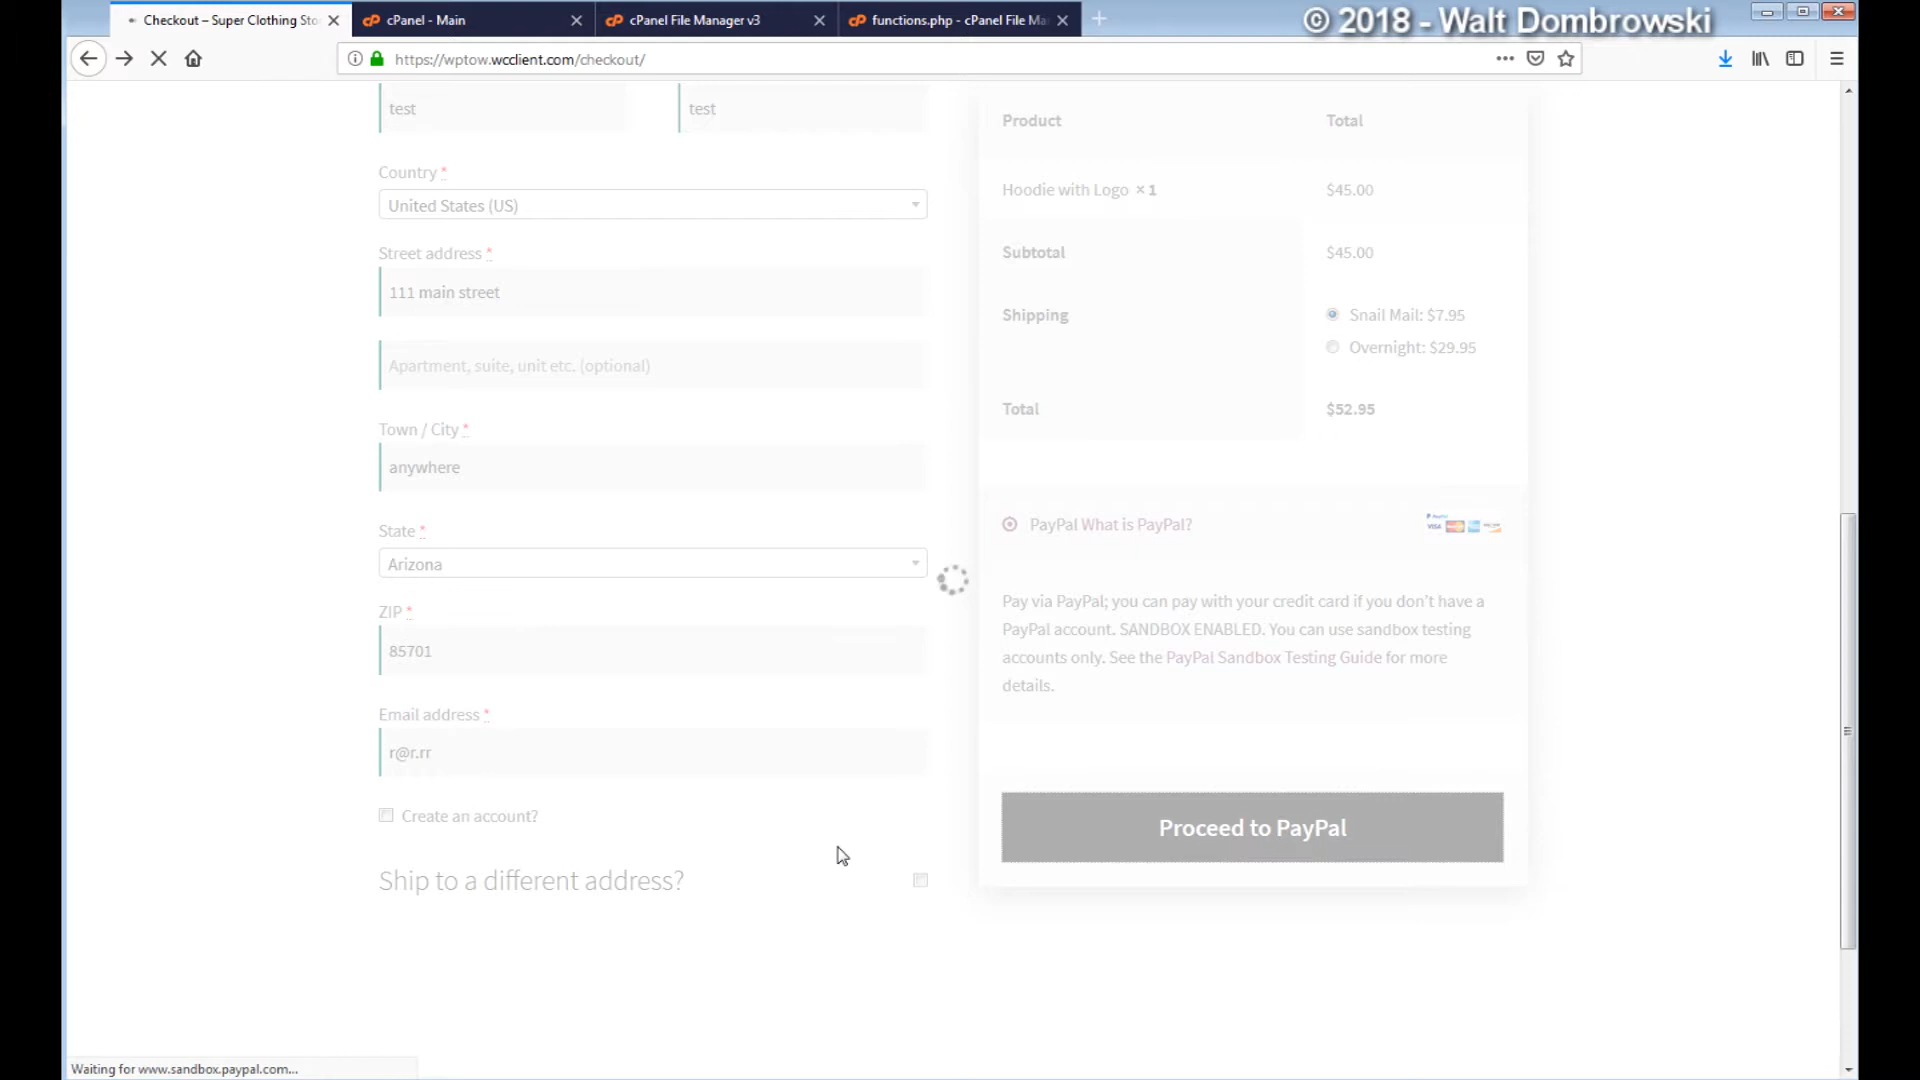 Checkout – Super Clothing Sto
cPanel - Main
cPanel File Manager v3
functions.php - cPanel File Ma
© 2018 - Walt Dombrowski
https://wptow.wcclient.com/checkout/
test
test
Country *
United States (US)
Street address *
111 main street
Apartment, suite, unit etc. (optional)
Town / City *
anywhere
State *
Arizona
ZIP *
85701
Email address *
r@r.rr
Create an account?
Ship to a different address?
Product Total
Hoodie with Logo × 1 $45.00
Subtotal $45.00
Shipping Snail Mail: $7.95
Overnight: $29.95
Total $52.95
PayPal What is PayPal?
PayPal VISA
Pay via PayPal; you can pay with your credit card if you don't have a
PayPal account. SANDBOX ENABLED. You can use sandbox testing
accounts only. See the PayPal Sandbox Testing Guide for more
details.
Proceed to PayPal
Waiting for www.sandbox.paypal.com...